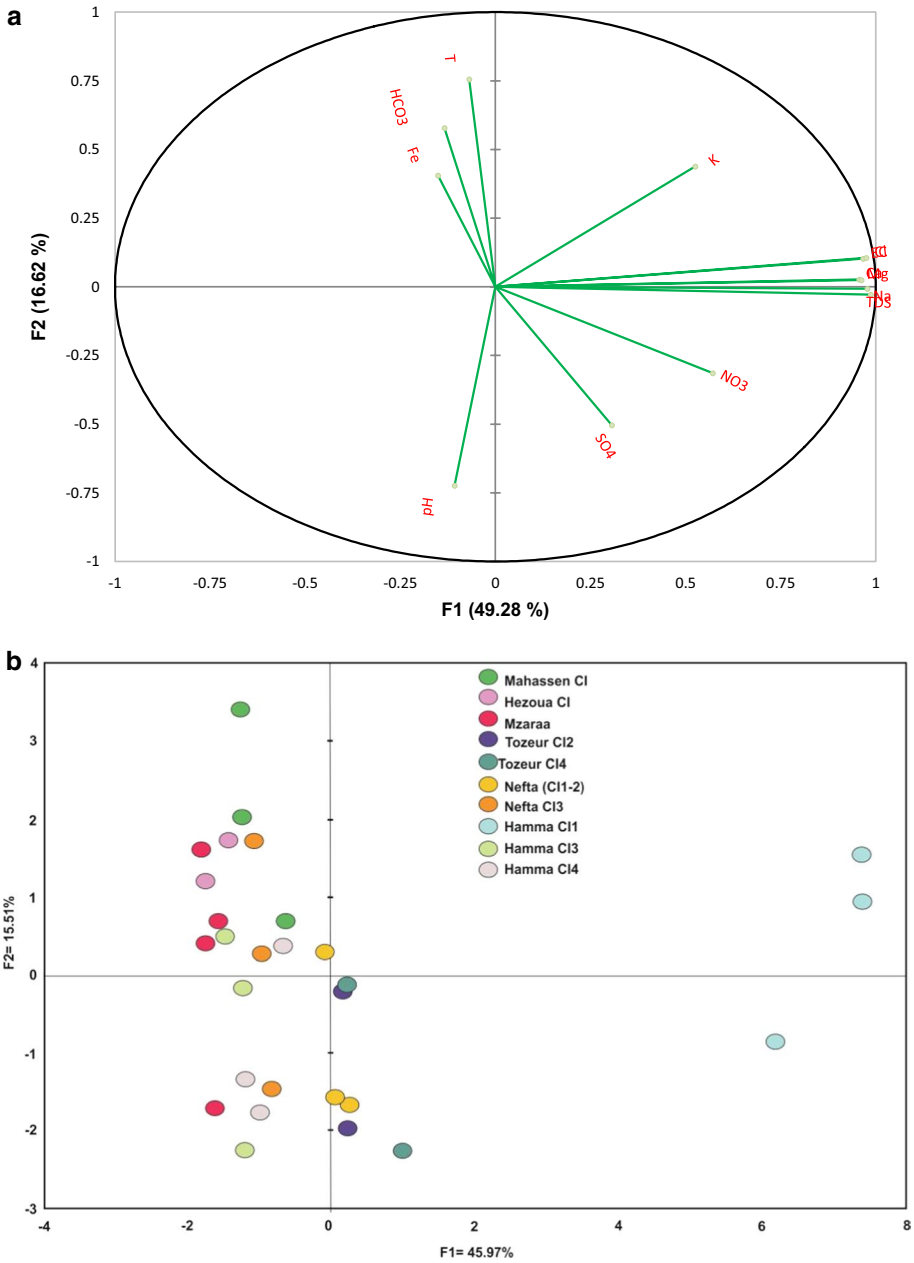 a
1
0.75
0.5
0.25
0
-0.25
-0.5
-0.75
-1
F2 (16.62 %)
T
HCO3
Fe
K
Cl
Mg
Na
TDS
NO3
SO4
pH
-1
-0.75
-0.5
-0.25
0
0.25
0.5
0.75
1
F1 (49.28 %)
b
4
3
2
1
0
-1
-2
-3
F2= 15.51%
Mahassen CI
Hezoua CI
Mzaraa
Tozeur CI2
Tozeur CI4
Nefta (CI1-2)
Nefta CI3
Hamma CI1
Hamma CI3
Hamma CI4
-4
-2
0
2
4
6
8
F1= 45.97%